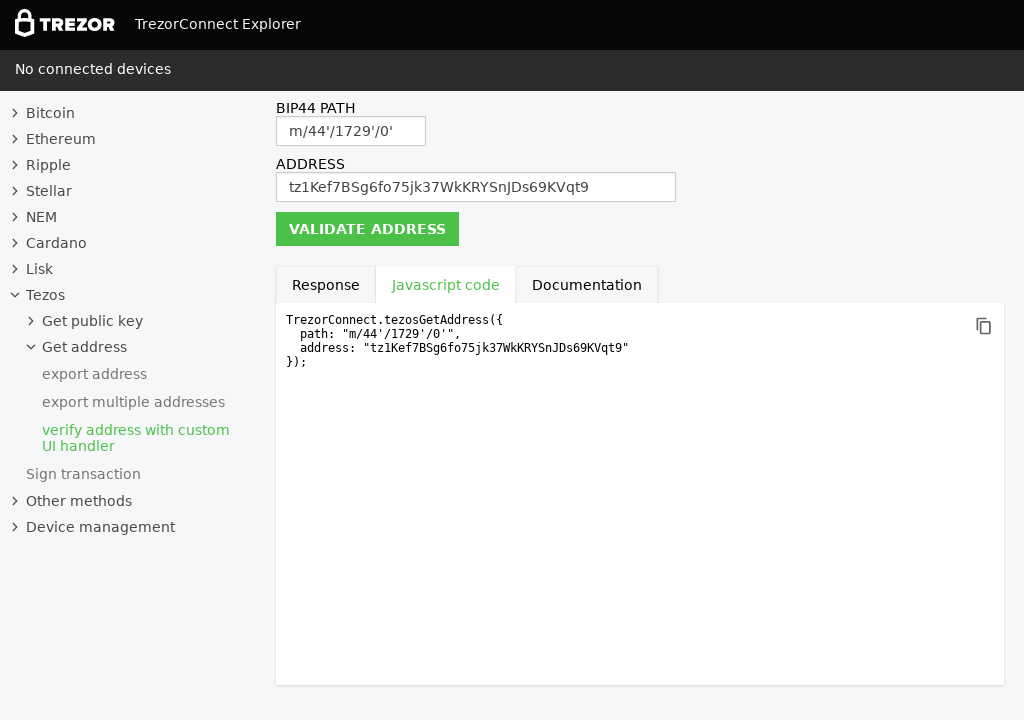 TREZOR
TrezorConnect Explorer
No connected devices
Bitcoin
Ethereum
Ripple
Stellar
NEM
Cardano
Lisk
Tezos
Get public key
Get address
export address
export multiple addresses
verify address with custom
UI handler
Sign transaction
Other methods
Device management
BIP44 PATH
m/44'/1729'/0'
ADDRESS
tz1Kef7BSg6fo75jk37WkKRYSnJDs69KVqt9
VALIDATE ADDRESS
Response
Javascript code
Documentation
TrezorConnect.tezosGetAddress({
  path: "m/44'/1729'/0'",
  address: "tz1Kef7BSg6fo75jk37WkKRYSnJDs69KVqt9"
});